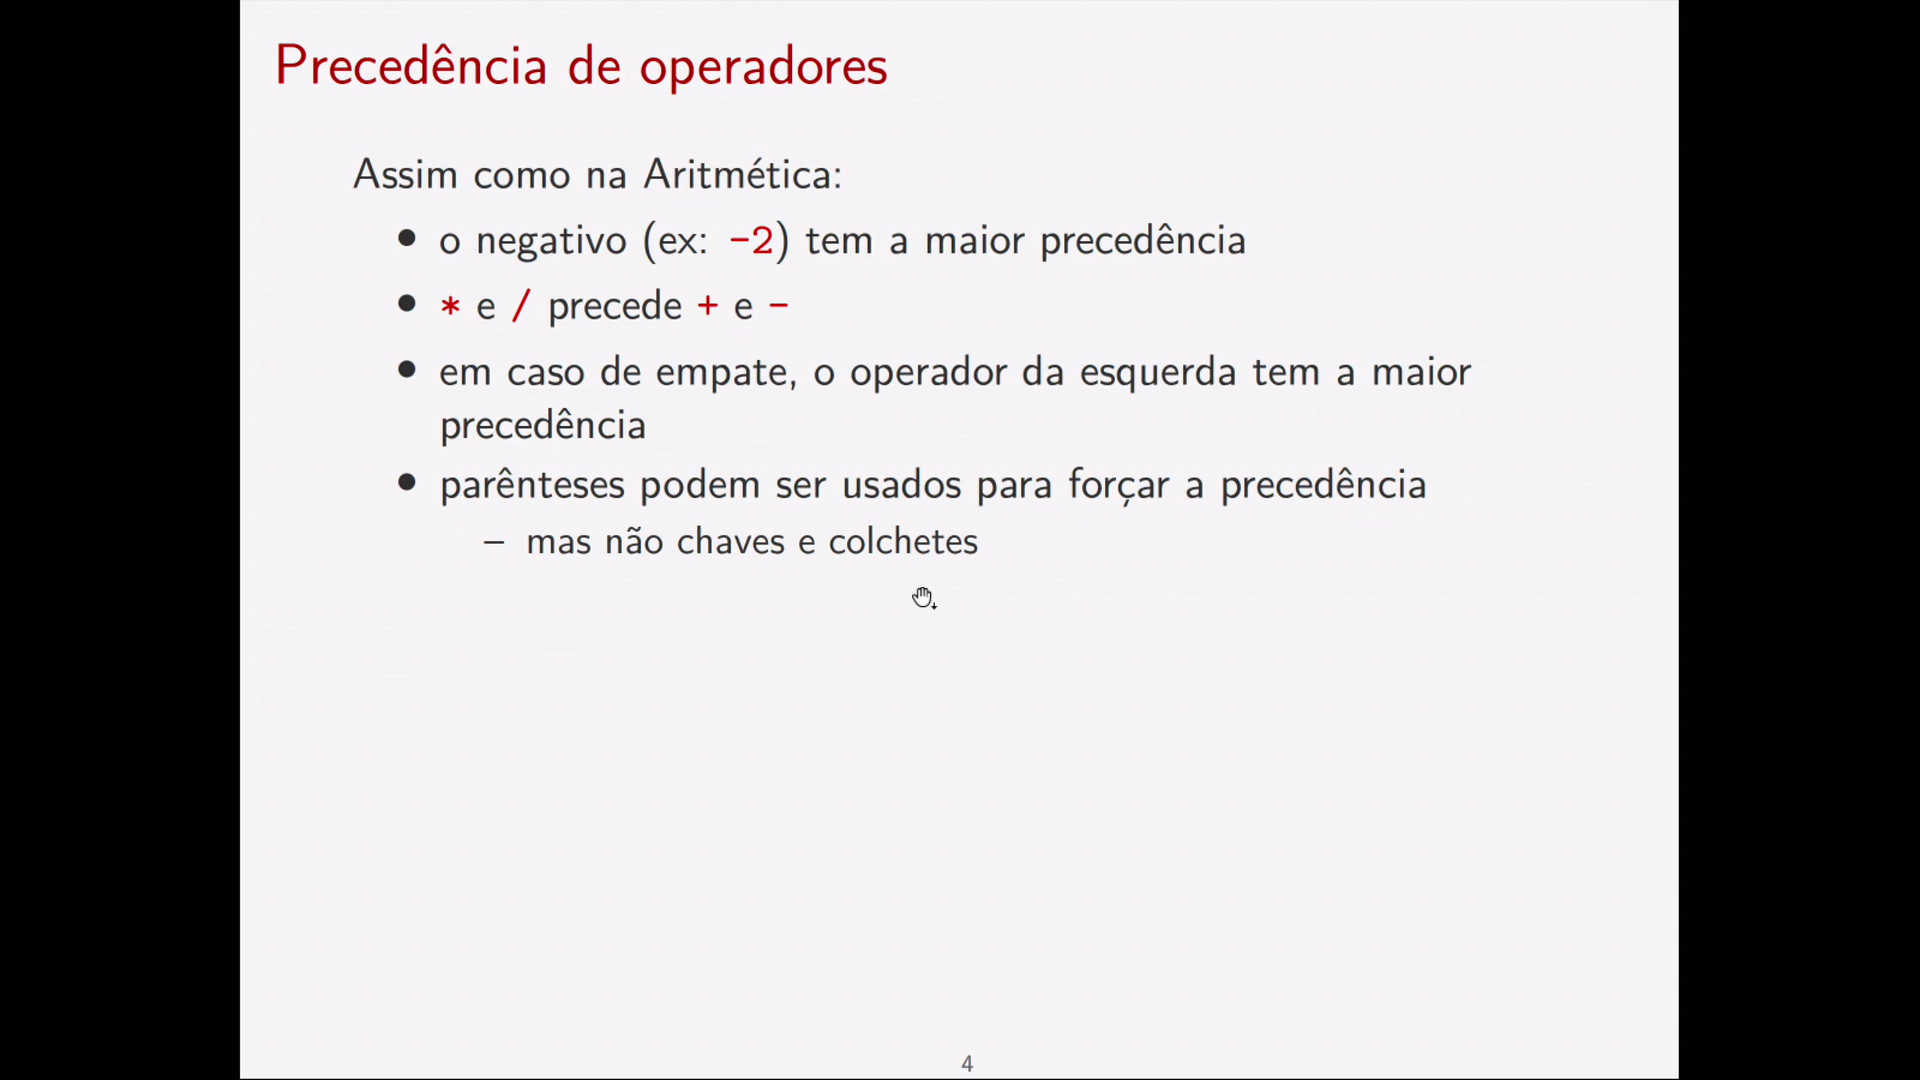 Precedência de operadores
Assim como na Aritmética:
• o negativo (ex: -2) tem a maior precedência
• * e / precede + e -
• em caso de empate, o operador da esquerda tem a maior
precedência
• parênteses podem ser usados para forçar a precedência
– mas não chaves e colchetes
4